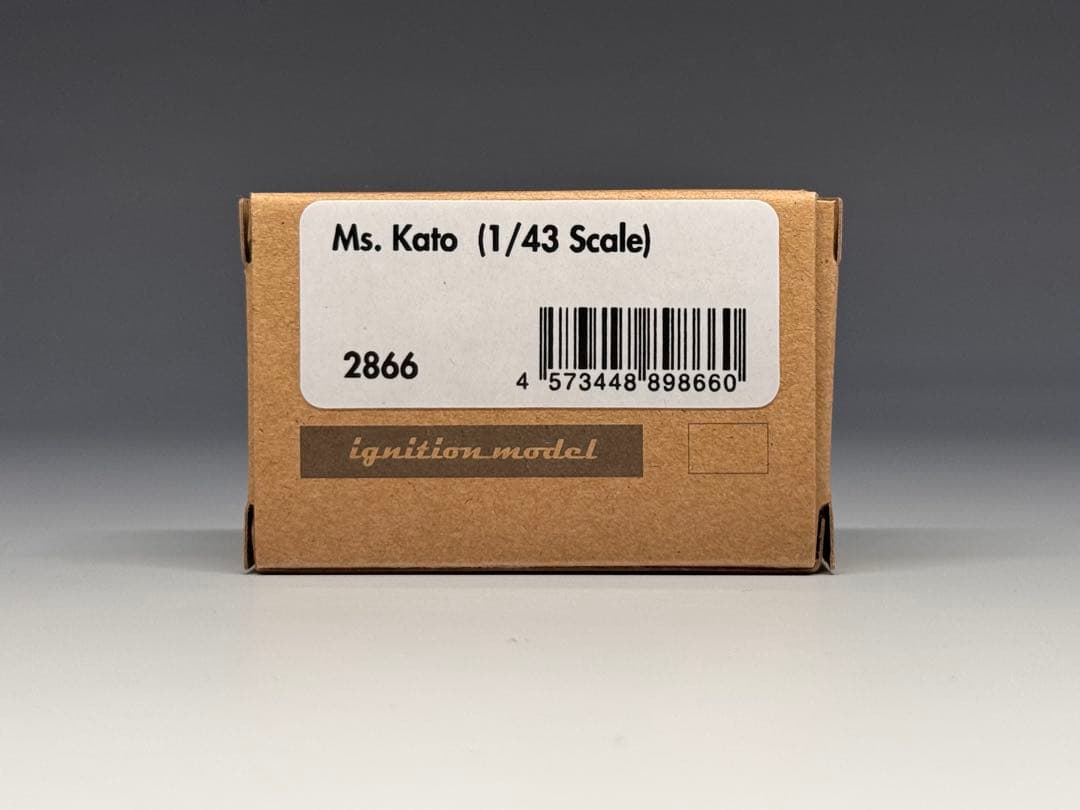 Ms. Kato (1/43 Scale)
2866
4 573448 898660
ignition model